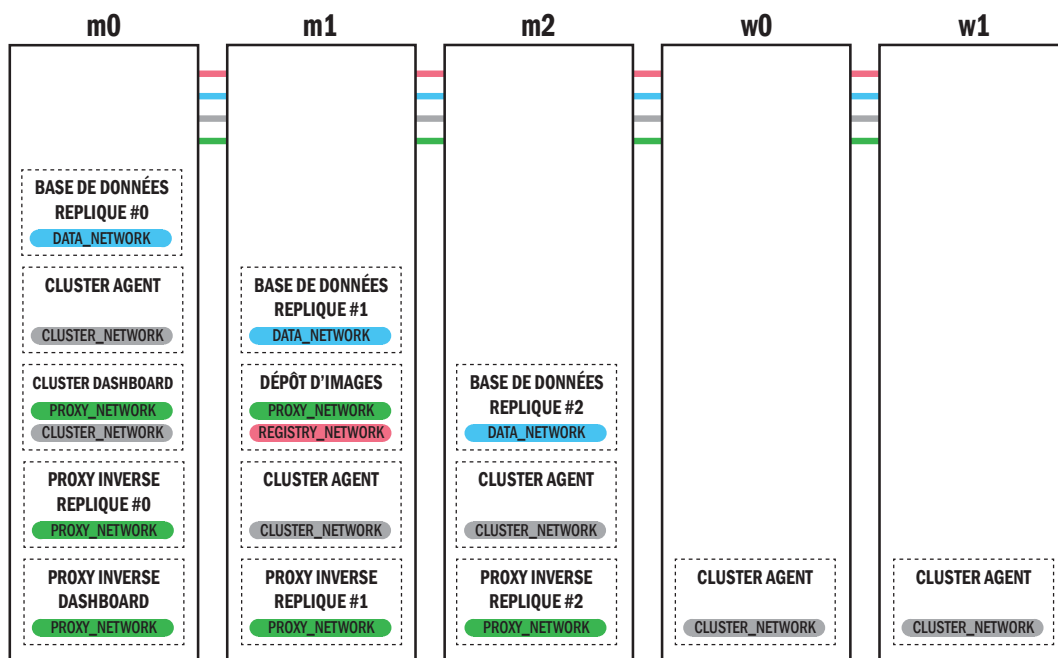 m0
m1
m2
w0
w1
BASE DE DONNÉES
REPLIQUE #0
DATA_NETWORK
CLUSTER AGENT
CLUSTER_NETWORK
CLUSTER DASHBOARD
PROXY_NETWORK
CLUSTER_NETWORK
PROXY INVERSE
REPLIQUE #0
PROXY_NETWORK
PROXY INVERSE
DASHBOARD
PROXY_NETWORK
BASE DE DONNÉES
REPLIQUE #1
DATA_NETWORK
DÉPÔT D'IMAGES
PROXY_NETWORK
REGISTRY_NETWORK
CLUSTER AGENT
CLUSTER_NETWORK
PROXY INVERSE
REPLIQUE #1
PROXY_NETWORK
BASE DE DONNÉES
REPLIQUE #2
DATA_NETWORK
CLUSTER AGENT
CLUSTER_NETWORK
PROXY INVERSE
REPLIQUE #2
PROXY_NETWORK
CLUSTER AGENT
CLUSTER_NETWORK
CLUSTER AGENT
CLUSTER_NETWORK